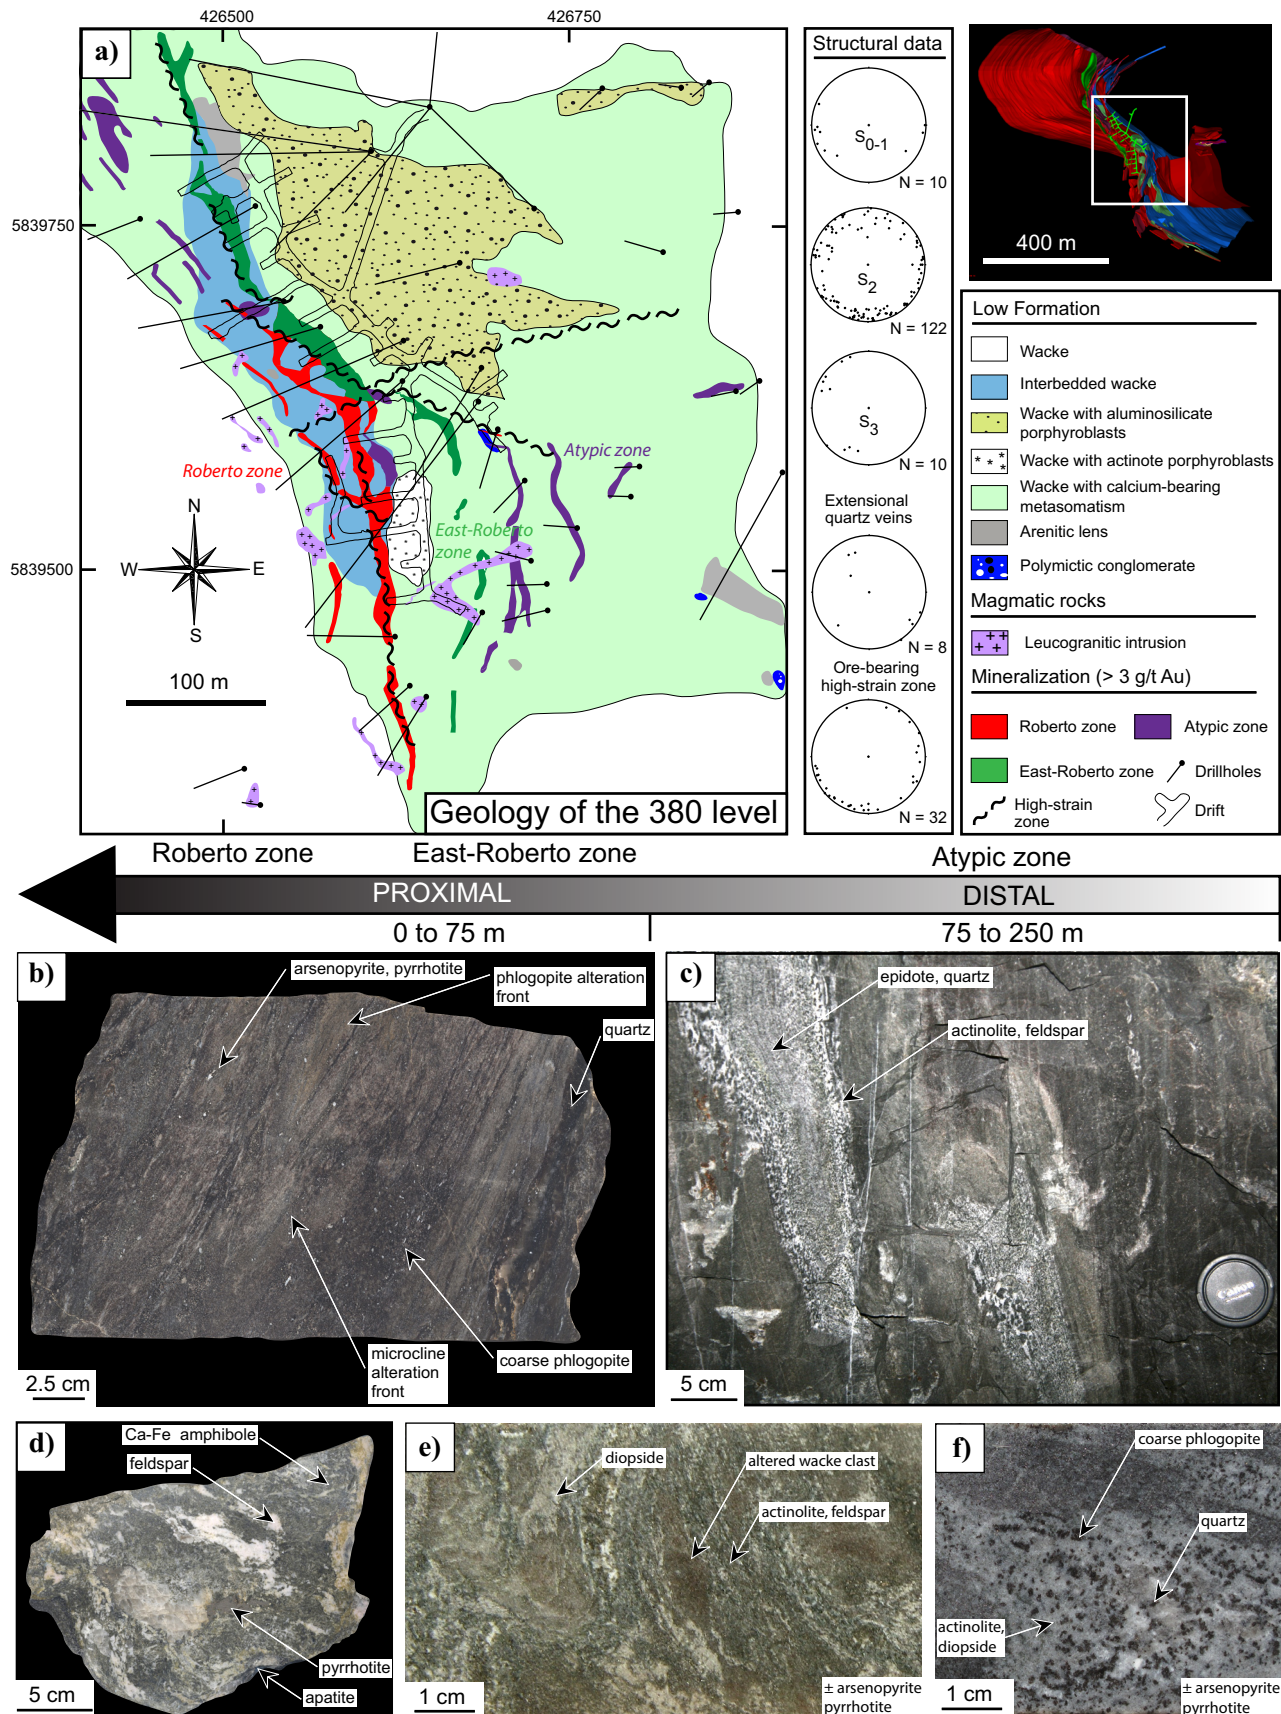 426500
426750
a)
5839750
5839500
Roberto zone
Atypic zone
East-Roberto
zone
N
W
E
S
100 m
Geology of the 380 level
Structural data
S0-1
N = 10
S2
N = 122
S3
N = 10
Extensional
quartz veins
N = 8
Ore-bearing
high-strain zone
N = 32
400 m
Low Formation
Wacke
Interbedded wacke
Wacke with aluminosilicate
porphyroblasts
Wacke with actinote porphyroblasts
Wacke with calcium-bearing
metasomatism
Arenitic lens
Polymictic conglomerate
Magmatic rocks
Leucogranitic intrusion
Mineralization (> 3 g/t Au)
Roberto zone
Atypic zone
East-Roberto zone
Drillholes
High-strain
zone
Drift
Roberto zone
East-Roberto zone
Atypic zone
PROXIMAL
DISTAL
0 to 75 m
75 to 250 m
b)
arsenopyrite, pyrrhotite
phlogopite alteration
front
quartz
microcline
alteration
front
coarse phlogopite
2.5 cm
c)
epidote, quartz
actinolite, feldspar
Canon
5 cm
d)
Ca-Fe amphibole
feldspar
pyrrhotite
apatite
5 cm
e)
diopside
altered wacke clast
actinolite, feldspar
1 cm
± arsenopyrite
pyrrhotite
f)
coarse phlogopite
quartz
actinolite,
diopside
1 cm
± arsenopyrite
pyrrhotite